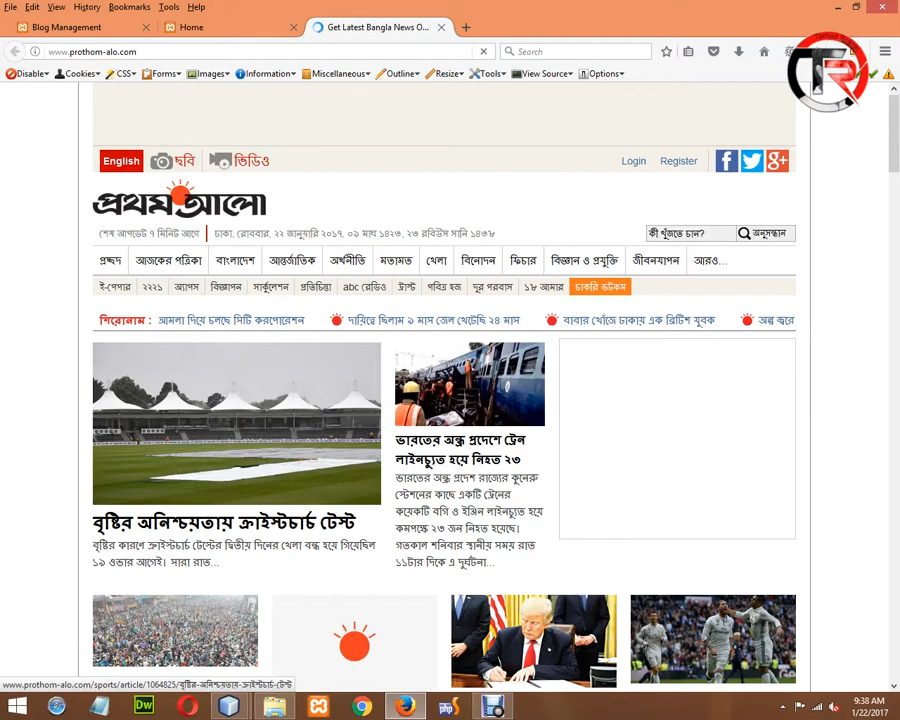 File Edit View History Bookmarks Tools Help
Blog Management
Home
Get Latest Bangla News O...
www.prothom-alo.com
Search
Disable Cookies CSS Forms Images Information Miscellaneous Outline Resize Tools View Source Options
English ছবি ভিডিও Login Register
প্রথম আলো
শেষ আপডেট ৭ মিনিট আগে ঢাকা, রোববার, ২২ জানুয়ারি ২০১৭, ০৯ মাঘ ১৪২৩, ২৩ রবিউস সানি ১৪৩৮ কী খুঁজতে চান? অনুসন্ধান
প্রচ্ছদ আজকের পত্রিকা বাংলাদেশ আন্তর্জাতিক অর্থনীতি মতামত খেলা বিনোদন ফিচার বিজ্ঞান ও প্রযুক্তি জীবনযাপন আরও...
ই-পেপার ২২২১ অ্যাপস বিজ্ঞাপন সার্কুলেশন প্রতিচিন্তা abc রেডিও ট্রাস্ট পবিত্র হজ দূর পরবাস ১৮ আমার চাকরি ডটকম
শিরোনাম : আমলা দিয়ে চলছে সিটি করপোরেশন দায়িত্বে ছিলাম ৯ মাস জেল খেটেছি ২৪ মাস বাবার খোঁজে ঢাকায় এক ব্রিটিশ যুবক অল্প জ্বরে
বৃষ্টির অনিশ্চয়তায় ক্রাইস্টচার্চ টেস্ট
বৃষ্টির কারণে ক্রাইস্টচার্চ টেস্টের দ্বিতীয় দিনের খেলা বন্ধ হয়ে গিয়েছিল
১৯ ওভার আগেই। সারা রাত...
ভারতের অন্ধ্র প্রদেশে ট্রেন
লাইনচ্যুত হয়ে নিহত ২৩
ভারতের অন্ধ্র প্রদেশ রাজ্যের কুনেরু
স্টেশনের কাছে একটি ট্রেনের
কয়েকটি বগি ও ইঞ্জিন লাইনচ্যুত হয়ে
কমপক্ষে ২৩ জন নিহত হয়েছে।
গতকাল শনিবার স্থানীয় সময় রাত
১১টার দিকে এ দুর্ঘটনা...
www.prothom-alo.com/sports/article/1064825/বৃষ্টির-অনিশ্চয়তায়-ক্রাইস্টচার্চ-টেস্ট
9:38 AM
1/22/2017